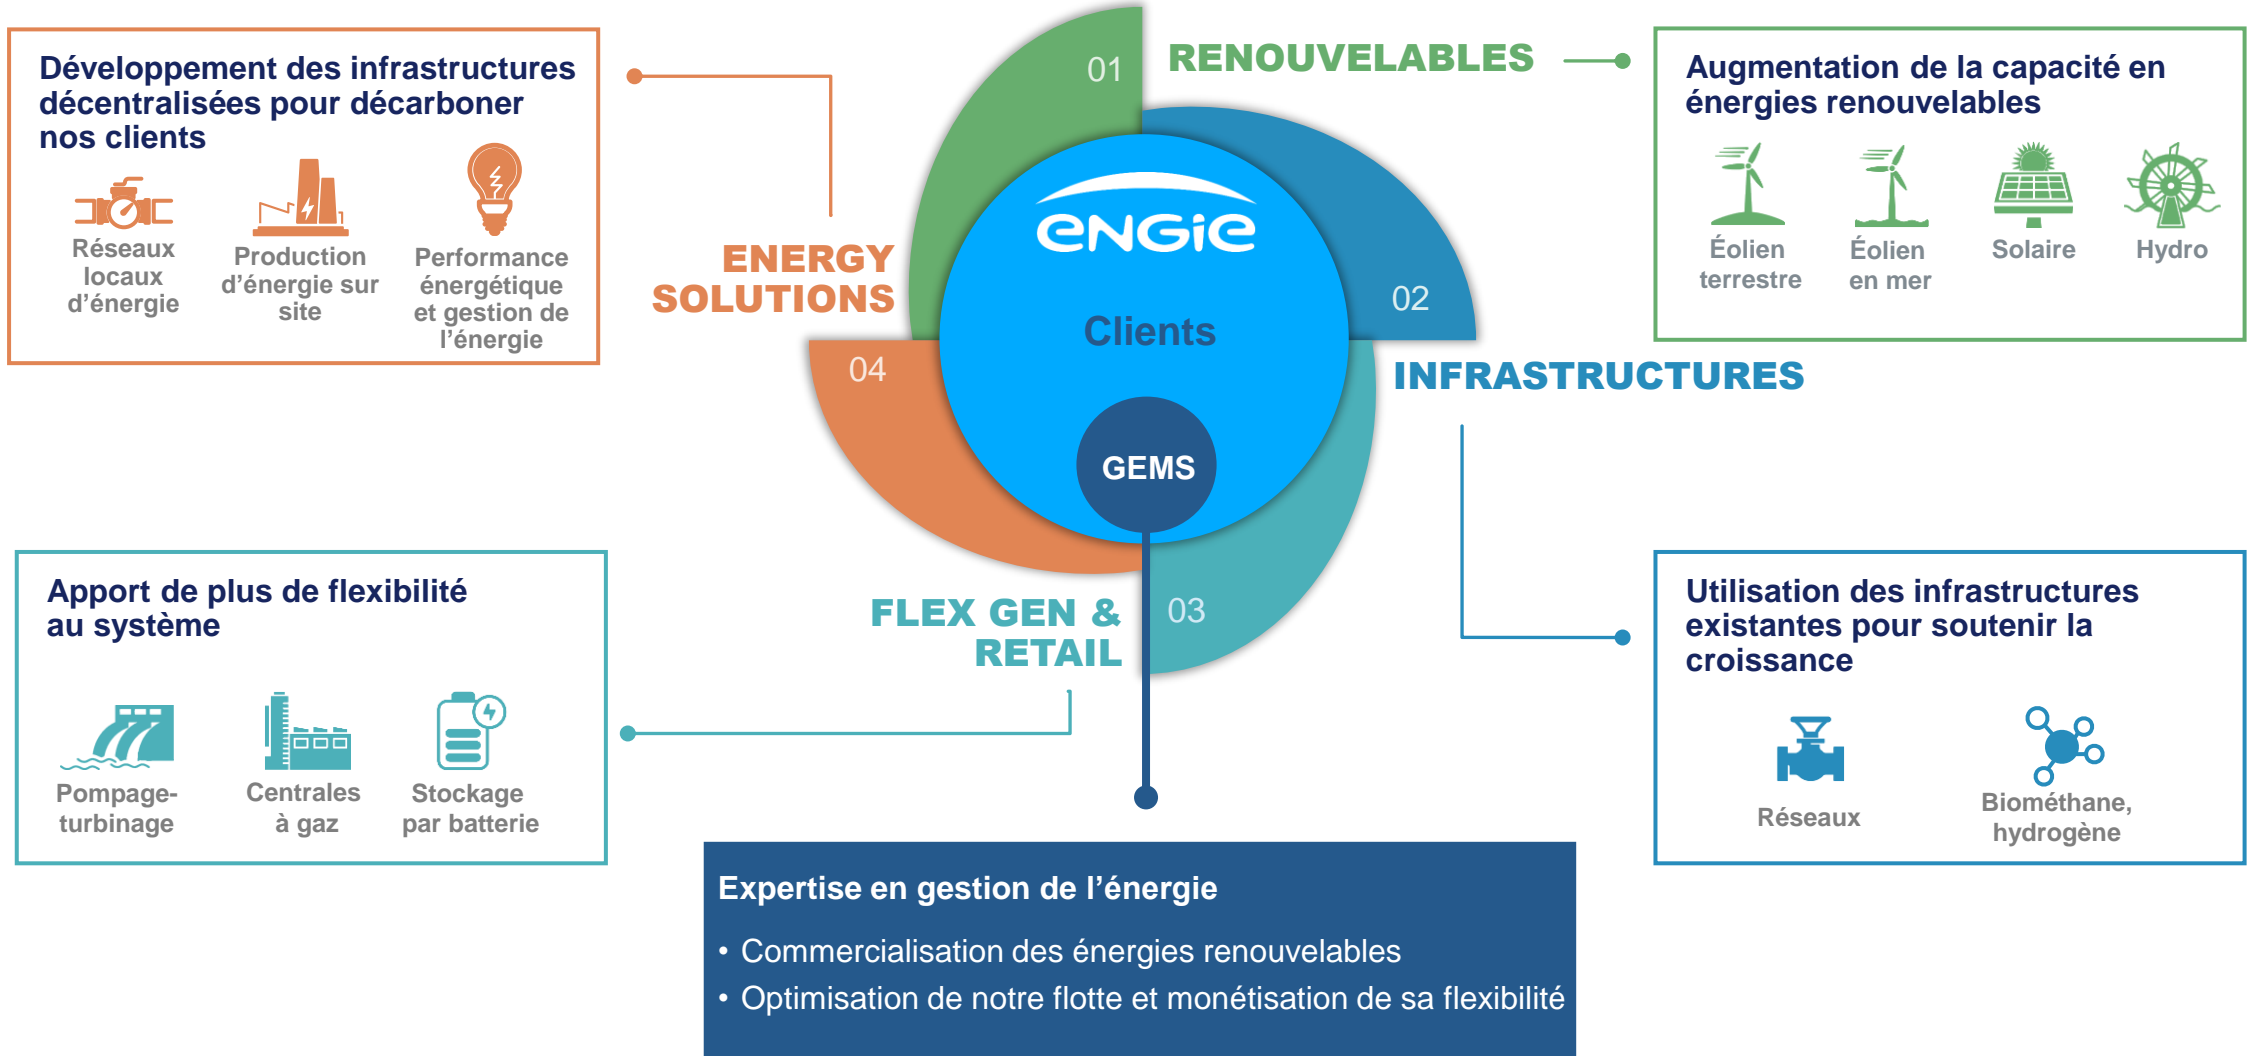 Développement des infrastructures
décentralisées pour décarboner
nos clients
Réseaux
locaux
d’énergie
Production
d’énergie sur
site
Performance
énergétique
et gestion de
l’énergie
01
RENOUVELABLES
Augmentation de la capacité en
énergies renouvelables
Éolien
terrestre
Éolien
en mer
Solaire
Hydro
ENGIE
Clients
GEMS
ENERGY
SOLUTIONS
04
02
INFRASTRUCTURES
Apport de plus de flexibilité
au système
Pompage-
turbinage
Centrales
à gaz
Stockage
par batterie
FLEX GEN &
RETAIL
03
Utilisation des infrastructures
existantes pour soutenir la
croissance
Réseaux
Biométhane,
hydrogène
Expertise en gestion de l’énergie
• Commercialisation des énergies renouvelables
• Optimisation de notre flotte et monétisation de sa flexibilité